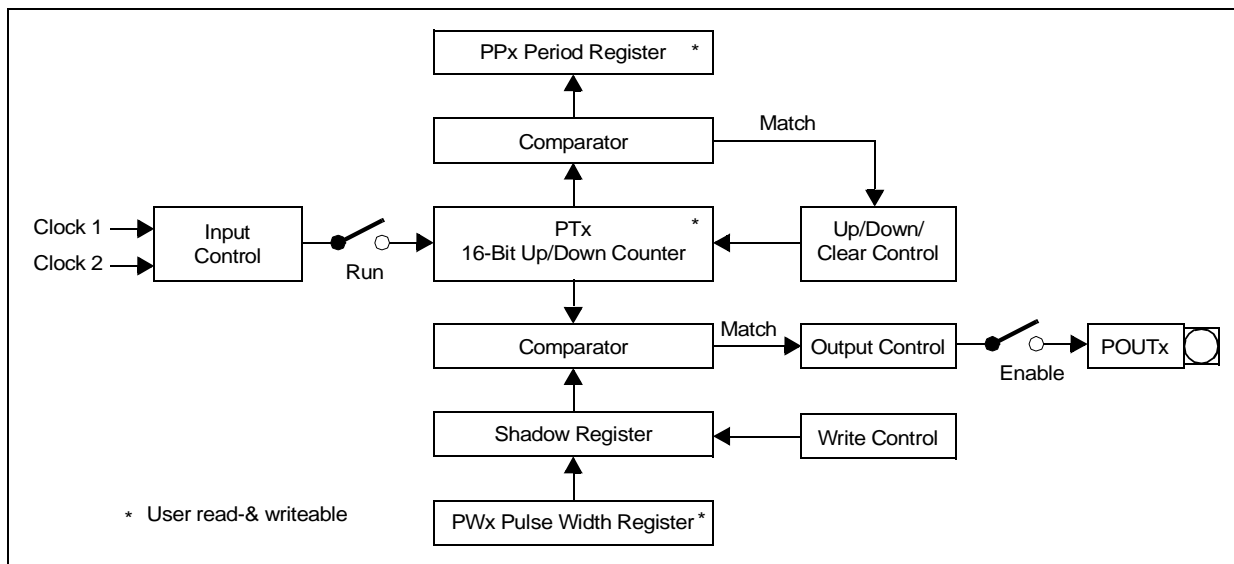 PPx Period Register *
Comparator
Match
Clock 1
Clock 2
Input
Control
Run
PTx *
16-Bit Up/Down Counter
Up/Down/
Clear Control
Comparator
Match
Output Control
Enable
POUTx
Shadow Register
Write Control
* User read-& writeable
PWx Pulse Width Register *